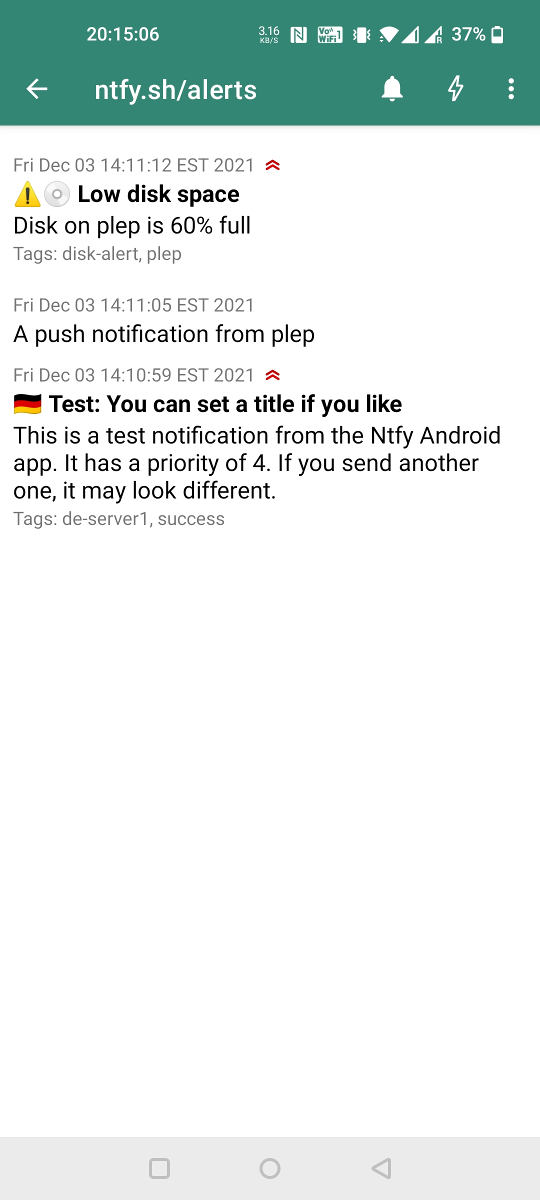 20:15:06 3.16 KB/S Vo 1 WiFi R 37%
ntfy.sh/alerts
Fri Dec 03 14:11:12 EST 2021
Low disk space
Disk on plep is 60% full
Tags: disk-alert, plep
Fri Dec 03 14:11:05 EST 2021
A push notification from plep
Fri Dec 03 14:10:59 EST 2021
Test: You can set a title if you like
This is a test notification from the Ntfy Android
app. It has a priority of 4. If you send another
one, it may look different.
Tags: de-server1, success